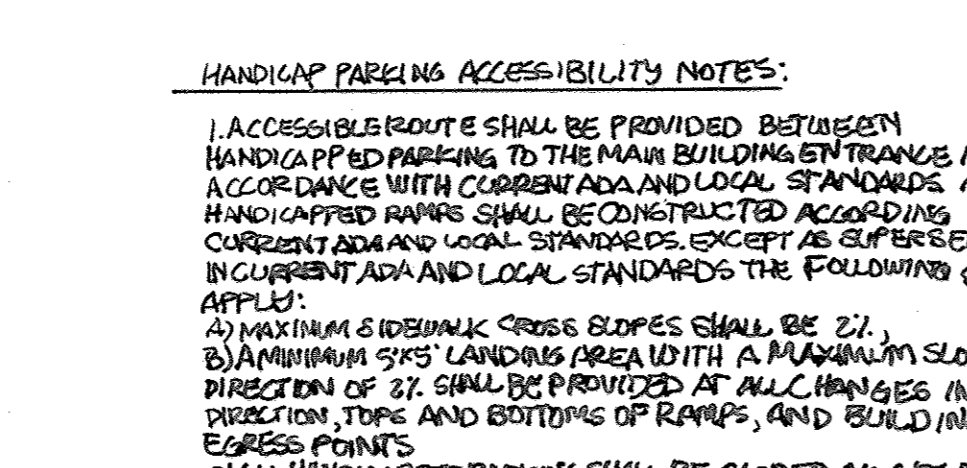 HANDICAP PARKING ACCESSIBILITY NOTES:
1. ACCESSIBLE ROUTE SHALL BE PROVIDED BETWEEN
HANDICAPPED PARKING TO THE MAIN BUILDING ENTRANCE
ACCORDANCE WITH CURRENT ADA AND LOCAL STANDARDS
HANDICAPPED RAMPS SHALL BE CONSTRUCTED ACCORDING
CURRENT ADA AND LOCAL STANDARDS. EXCEPT AS
IN CURRENT ADA AND LOCAL STANDARDS THE FOLLOWING
APPLY:
A) MAXIMUM SIDEWALK CROSS SLOPES SHALL BE 2%,
B) A MINIMUM 5'X5' LANDING AREA WITH A MAXIMUM
DIRECTION OF 2% SHALL BE PROVIDED AT ALL CHANGES IN
DIRECTION, TOPS AND BOTTOMS OF RAMPS, AND
EGRESS POINTS